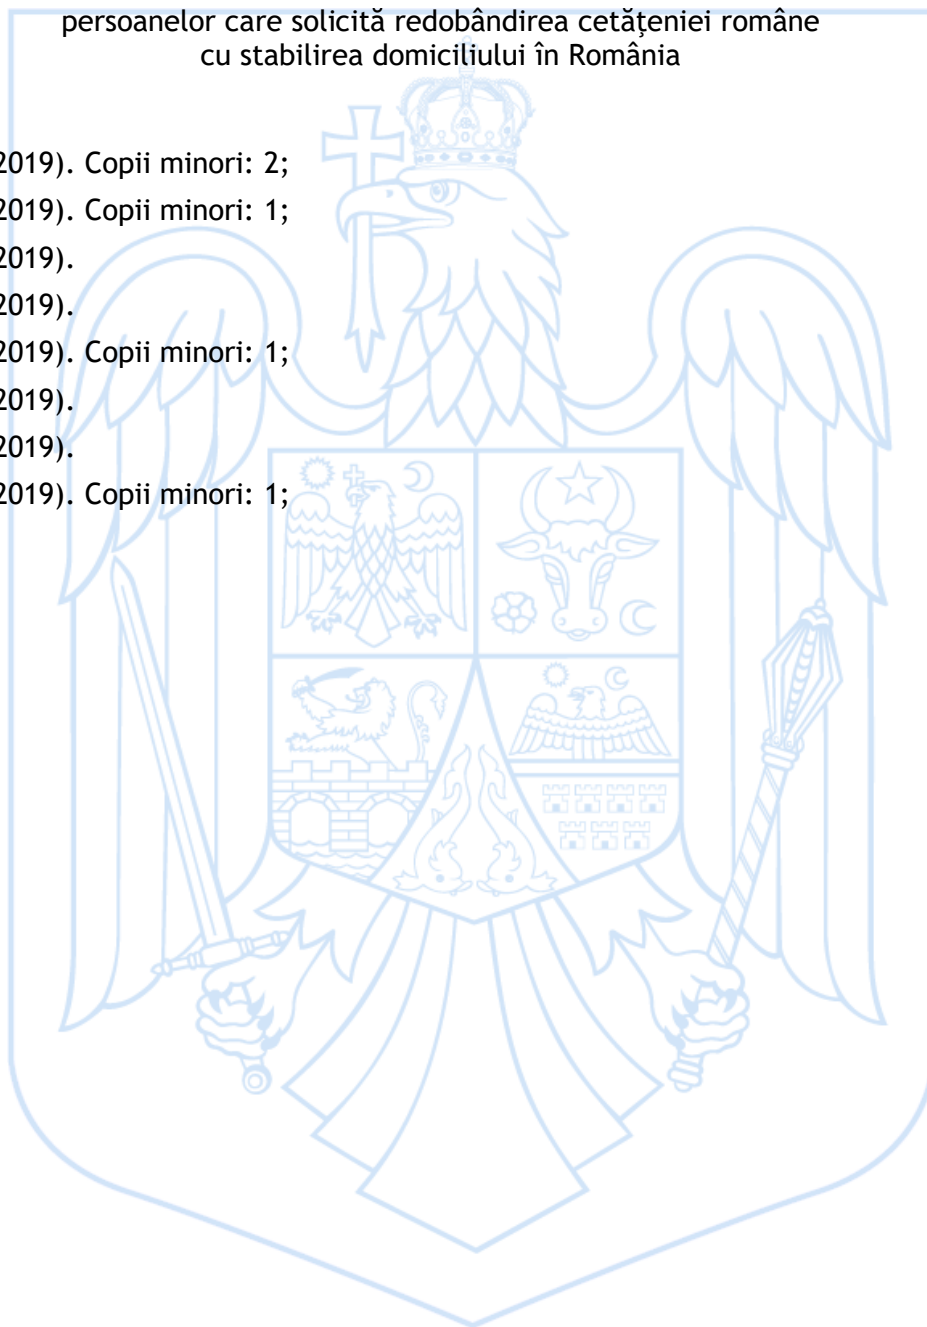 persoanelor care solicită redobândirea cetăţeniei române
cu stabilirea domiciliului în România
2019). Copii minori: 2;
2019). Copii minori: 1;
2019).
2019).
2019). Copii minori: 1;
2019).
2019).
2019). Copii minori: 1;